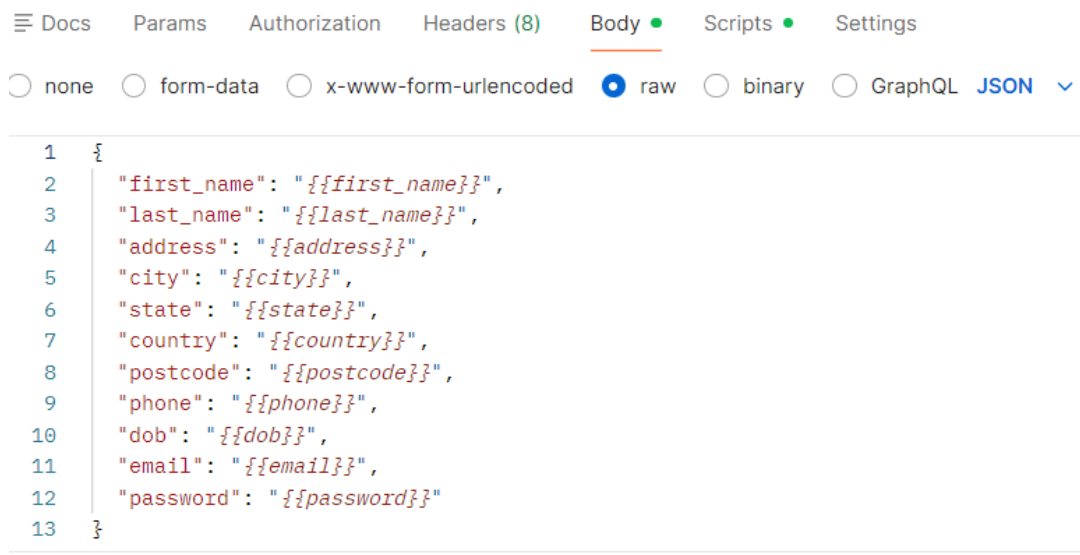 Docs Params Authorization Headers (8) Body Scripts Settings
none form-data x-www-form-urlencoded raw binary GraphQL JSON
1 {
2 "first_name": "{{first_name}}",
3 "last_name": "{{last_name}}",
4 "address": "{{address}}",
5 "city": "{{city}}",
6 "state": "{{state}}",
7 "country": "{{country}}",
8 "postcode": "{{postcode}}",
9 "phone": "{{phone}}",
10 "dob": "{{dob}}",
11 "email": "{{email}}",
12 "password": "{{password}}"
13 }